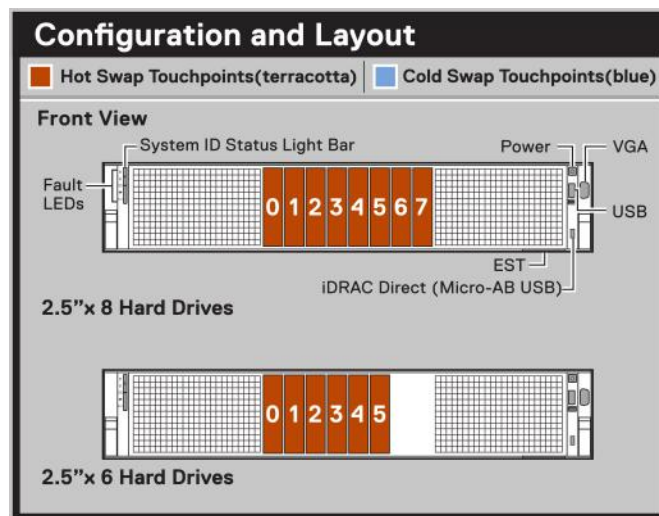 Configuration and Layout
Hot Swap Touchpoints(terracotta)
Cold Swap Touchpoints(blue)
Front View
System ID Status Light Bar
Power
VGA
Fault
LEDs
0 1 2 3 4 5 6 7
USB
EST
iDRAC Direct (Micro-AB USB)
2.5”x 8 Hard Drives
0 1 2 3 4 5
2.5”x 6 Hard Drives